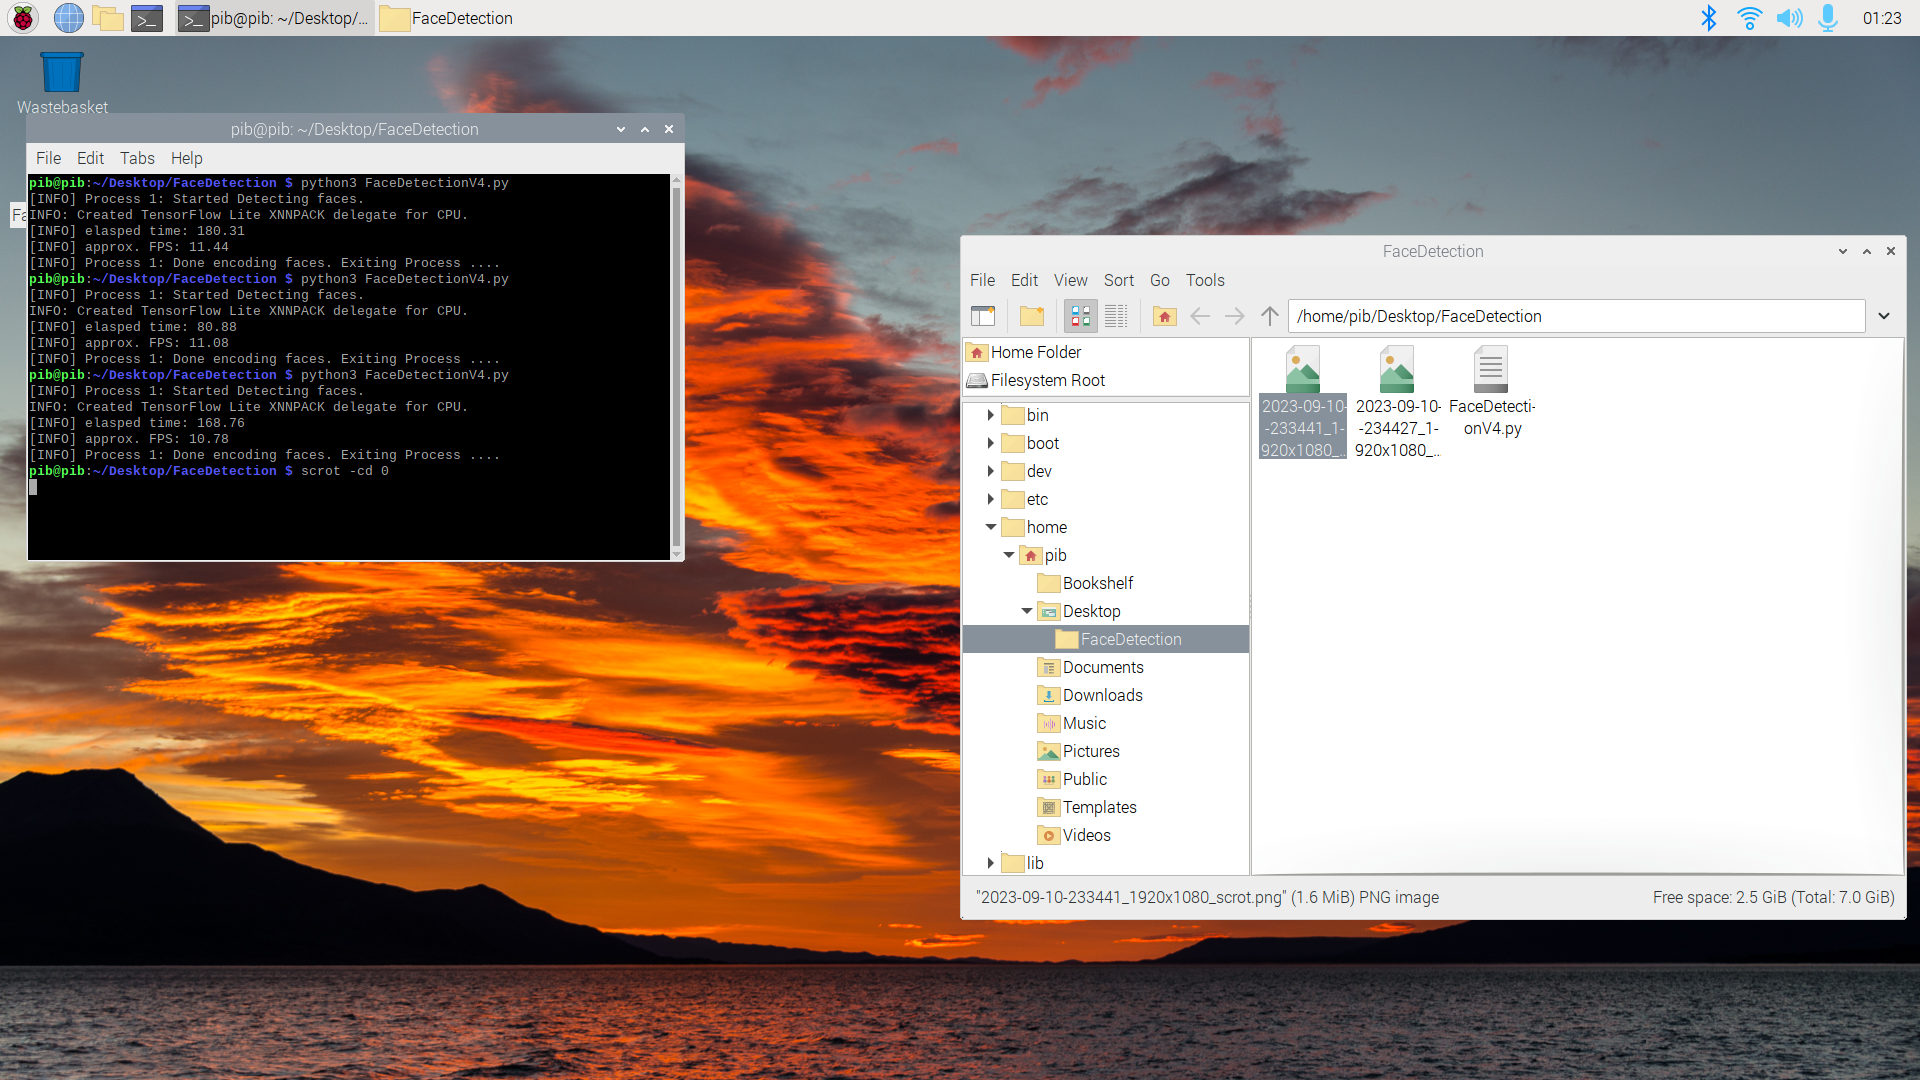 pib@pib: ~/Desktop/...
FaceDetection
01:23
Wastebasket
Fa
pib@pib: ~/Desktop/FaceDetection
File Edit Tabs Help
pib@pib:~/Desktop/FaceDetection $ python3 FaceDetectionV4.py
[INFO] Process 1: Started Detecting faces.
INFO: Created TensorFlow Lite XNNPACK delegate for CPU.
[INFO] elasped time: 180.31
[INFO] approx. FPS: 11.44
[INFO] Process 1: Done encoding faces. Exiting Process ....
pib@pib:~/Desktop/FaceDetection $ python3 FaceDetectionV4.py
[INFO] Process 1: Started Detecting faces.
INFO: Created TensorFlow Lite XNNPACK delegate for CPU.
[INFO] elasped time: 80.88
[INFO] approx. FPS: 11.08
[INFO] Process 1: Done encoding faces. Exiting Process ....
pib@pib:~/Desktop/FaceDetection $ python3 FaceDetectionV4.py
[INFO] Process 1: Started Detecting faces.
INFO: Created TensorFlow Lite XNNPACK delegate for CPU.
[INFO] elasped time: 168.76
[INFO] approx. FPS: 10.78
[INFO] Process 1: Done encoding faces. Exiting Process ....
pib@pib:~/Desktop/FaceDetection $ scrot -cd 0
FaceDetection
File Edit View Sort Go Tools
/home/pib/Desktop/FaceDetection
Home Folder
Filesystem Root
bin
boot
dev
etc
home
pib
Bookshelf
Desktop
FaceDetection
Documents
Downloads
Music
Pictures
Public
Templates
Videos
lib
2023-09-10-
-233441_1-
920x1080_...
2023-09-10-
-234427_1-
920x1080_...
FaceDetecti-
onV4.py
"2023-09-10-233441_1920x1080_scrot.png" (1.6 MiB) PNG image
Free space: 2.5 GiB (Total: 7.0 GiB)